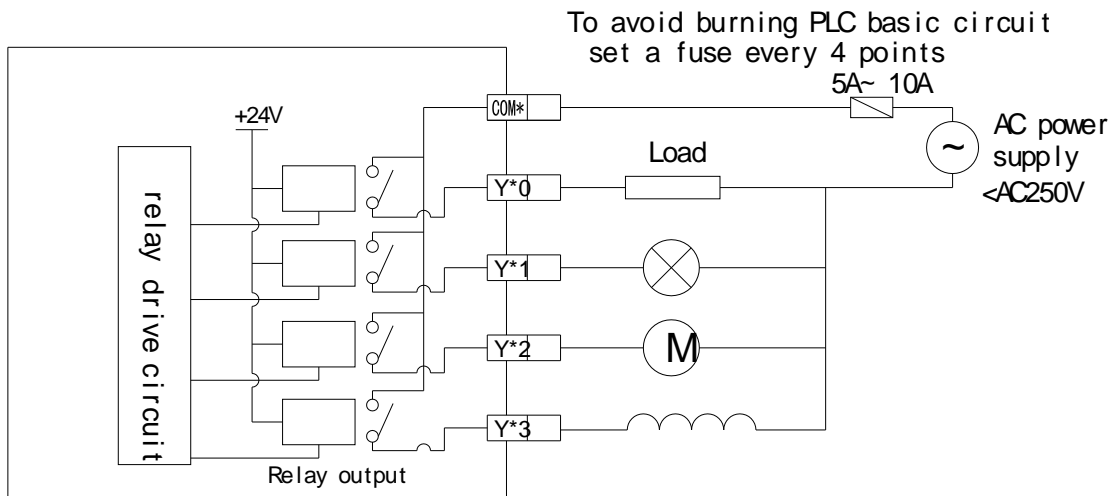 To avoid burning PLC basic circuit
set a fuse every 4 points
5A~ 10A
COM*
+24V
AC power
supply
<AC250V
Load
Y*0
relay drive circuit
Y*1
~
Y*2
M
Y*3
Relay output